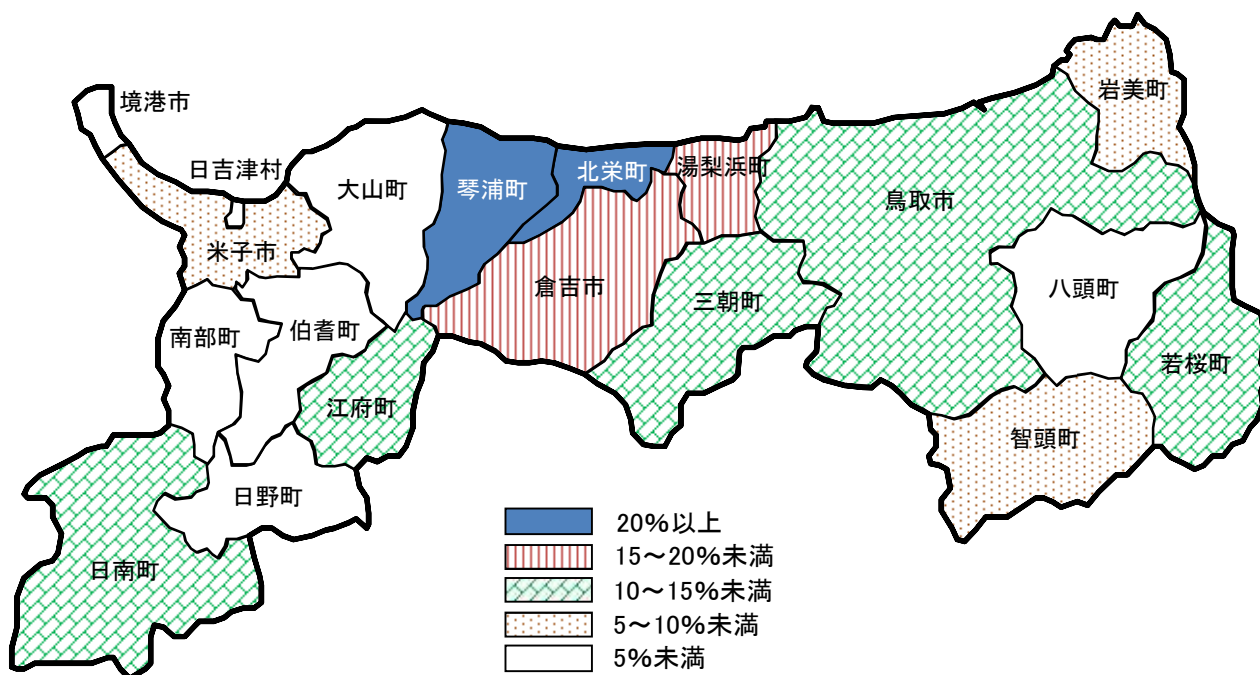 岩美町
境港市
日吉津村
大山町
琴浦町
北栄町
湯梨浜町
鳥取市
米子市
倉吉市
三朝町
八頭町
南部町
伯耆町
若桜町
江府町
智頭町
日野町
日南町
20%以上
15~20%未満
10~15%未満
5~10%未満
5%未満